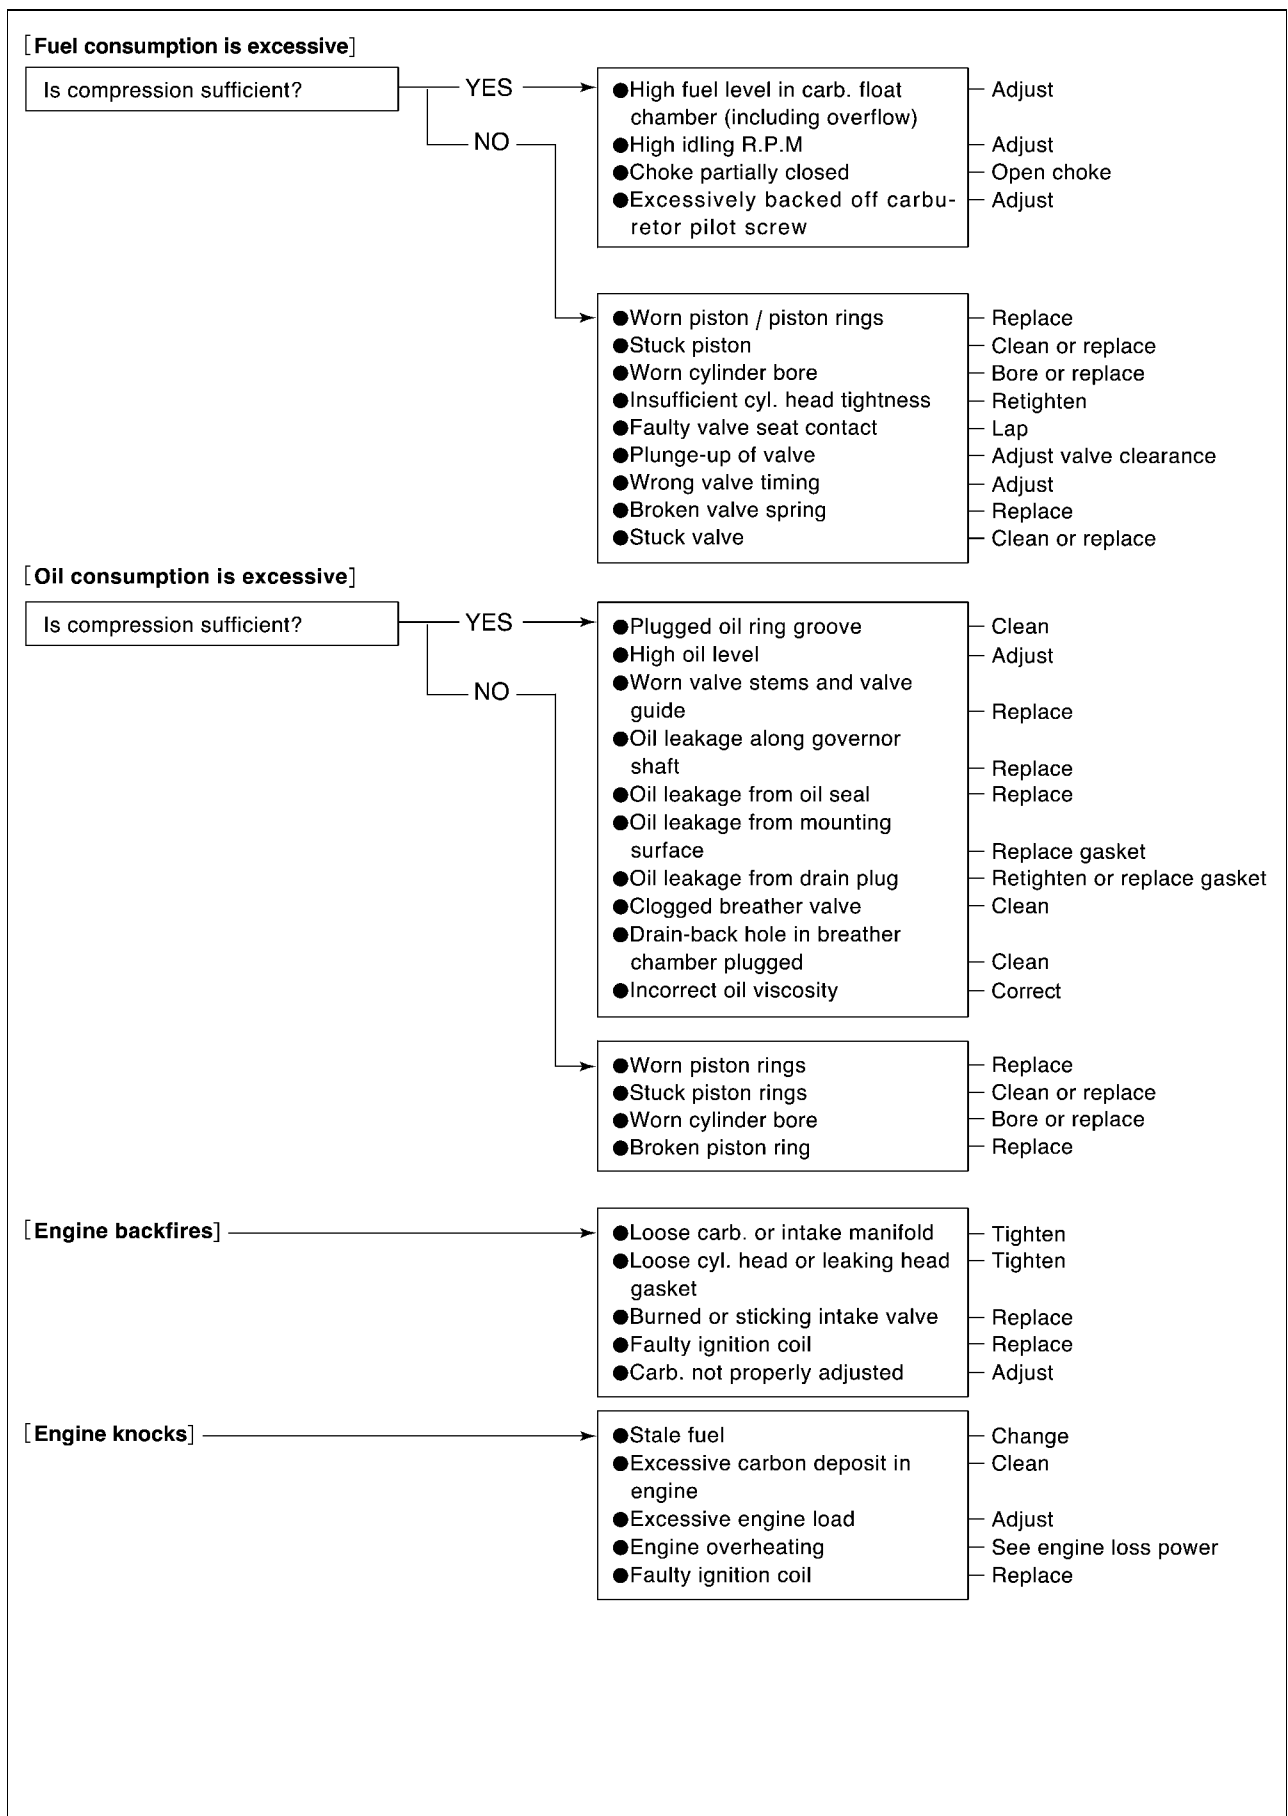 [Fuel consumption is excessive]
Is compression sufficient?
YES
NO
●High fuel level in carb. float Adjust
chamber (including overflow)
●High idling R.P.M Adjust
●Choke partially closed Open choke
●Excessively backed off carbu- Adjust
retor pilot screw
●Worn piston / piston rings Replace
●Stuck piston Clean or replace
●Worn cylinder bore Bore or replace
●Insufficient cyl. head tightness Retighten
●Faulty valve seat contact Lap
●Plunge-up of valve Adjust valve clearance
●Wrong valve timing Adjust
●Broken valve spring Replace
●Stuck valve Clean or replace
[Oil consumption is excessive]
Is compression sufficient?
YES
NO
●Plugged oil ring groove Clean
●High oil level Adjust
●Worn valve stems and valve
guide Replace
●Oil leakage along governor
shaft Replace
●Oil leakage from oil seal Replace
●Oil leakage from mounting
surface Replace gasket
●Oil leakage from drain plug Retighten or replace gasket
●Clogged breather valve Clean
●Drain-back hole in breather
chamber plugged Clean
●Incorrect oil viscosity Correct
●Worn piston rings Replace
●Stuck piston rings Clean or replace
●Worn cylinder bore Bore or replace
●Broken piston ring Replace
[Engine backfires]
●Loose carb. or intake manifold Tighten
●Loose cyl. head or leaking head Tighten
gasket
●Burned or sticking intake valve Replace
●Faulty ignition coil Replace
●Carb. not properly adjusted Adjust
[Engine knocks]
●Stale fuel Change
●Excessive carbon deposit in Clean
engine
●Excessive engine load Adjust
●Engine overheating See engine loss power
●Faulty ignition coil Replace